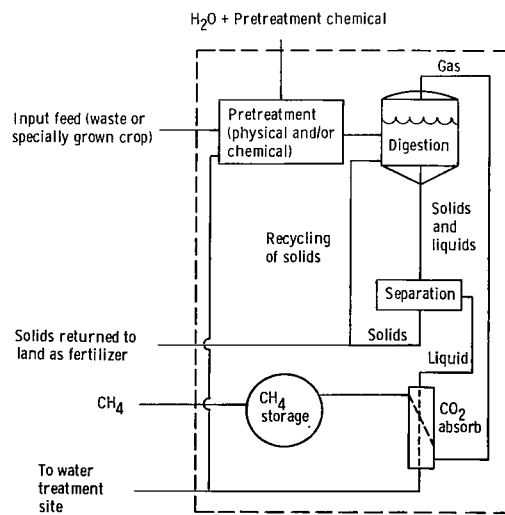 H₂O + Pretreatment chemical
Gas
Input feed (waste or
specially grown crop)
Pretreatment
(physical and/or
chemical)
Digestion
Solids
and
liquids
Recycling
of solids
Separation
Solids returned to
land as fertilizer
Solids
Liquid
CH₄
CH₄
storage
CO₂
absorb
To water
treatment
site